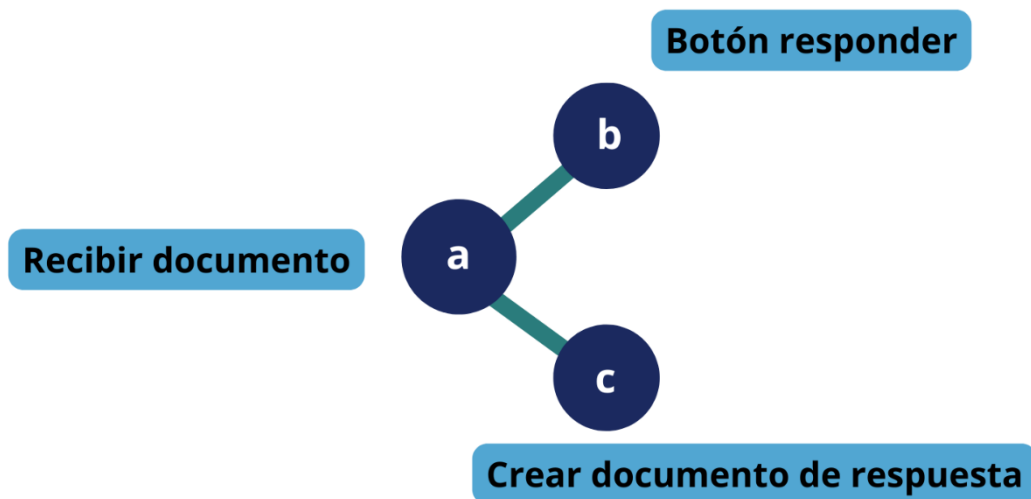 Botón responder
b
Recibir documento
a
c
Crear documento de respuesta